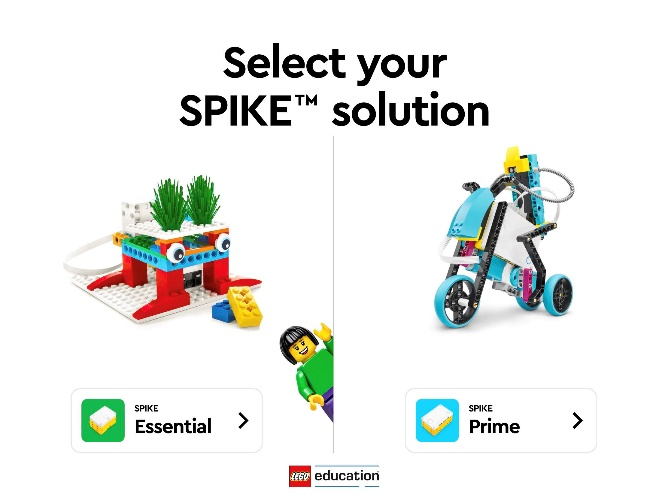 Select your
SPIKE™ solution
SPIKE
Essential
SPIKE
Prime
LEGO education